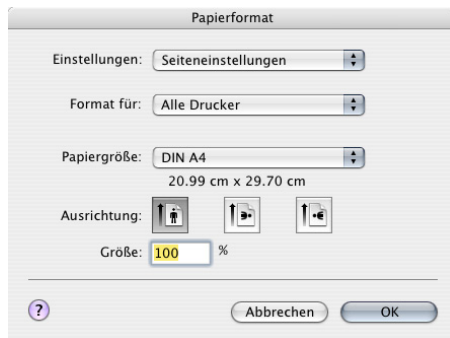 Papierformat
Einstellungen: Seiteneinstellungen
Format für: Alle Drucker
Papiergröße: DIN A4
20.99 cm x 29.70 cm
Ausrichtung:
Größe: 100 %
? Abbrechen OK